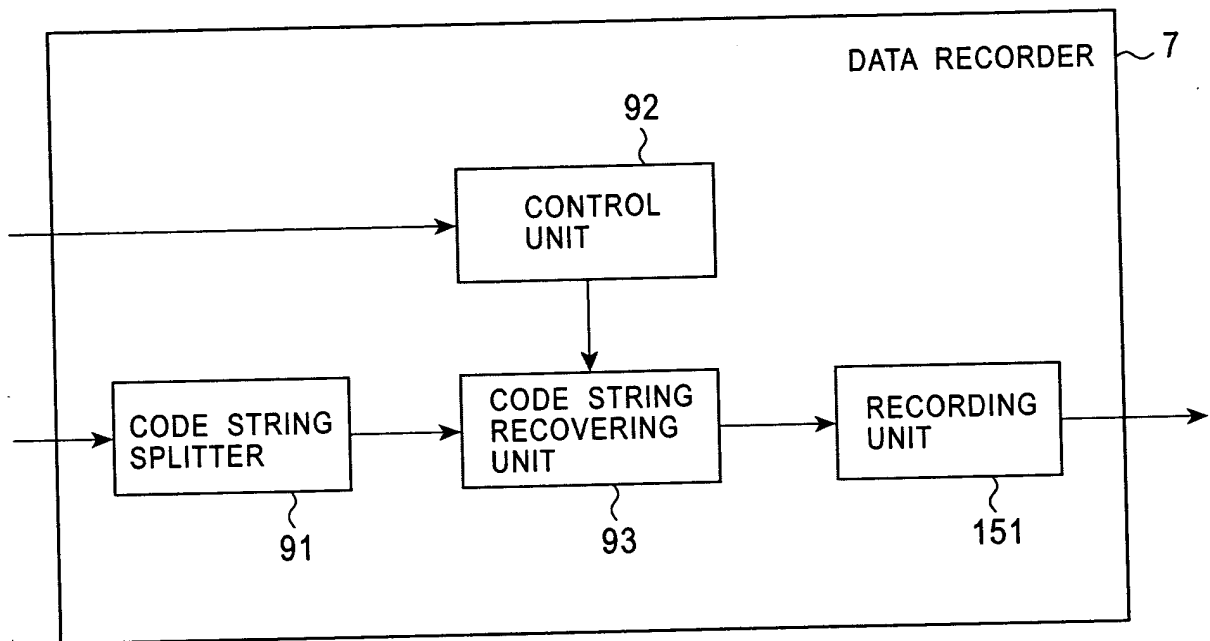 DATA RECORDER
7
92
CONTROL
UNIT
CODE STRING
SPLITTER
CODE STRING
RECOVERING
UNIT
RECORDING
UNIT
91
93
151